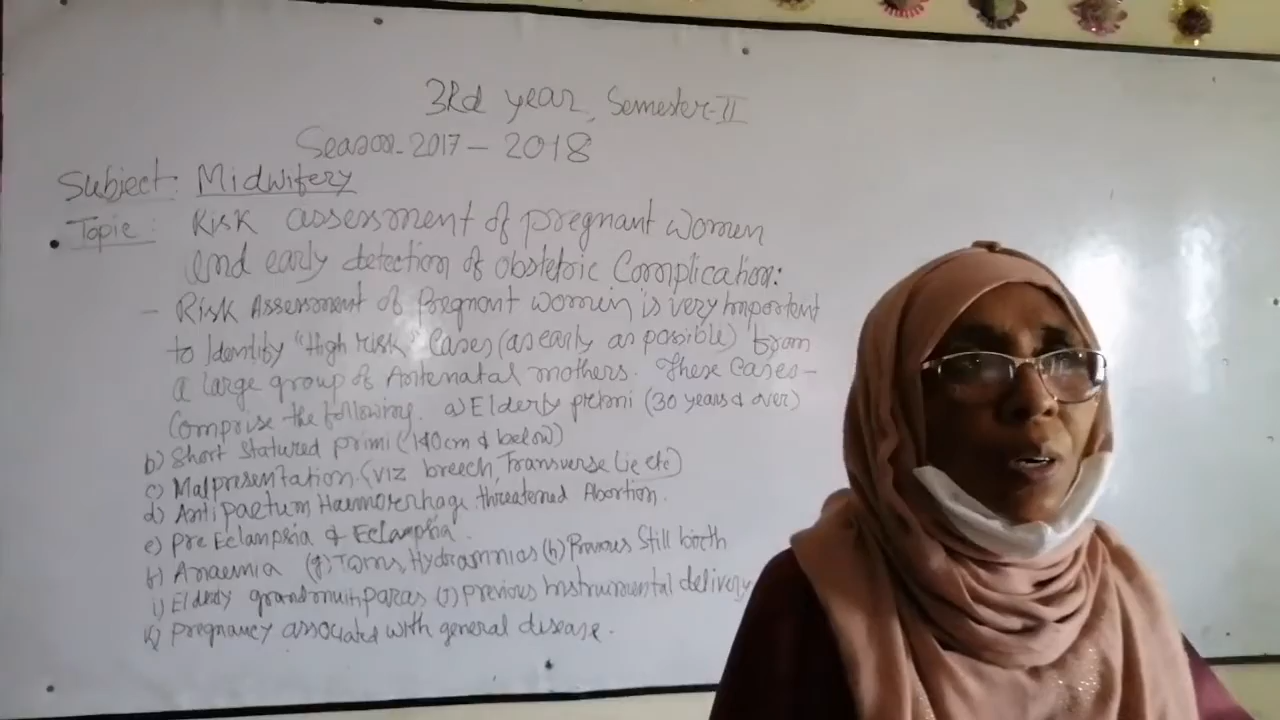 3Rd year, Semester-II
Season-2017-2018
Subject: Midwifery
Topic: Risk assessment of pregnant women
and early detection of obstetric Complication:
- Risk Assessment of Pregnant women is very important
to Identify "High risk" Cases (as early as possible) from
a large group of Antenatal mothers. These Cases-
Comprise the following. a) Elderly primi (30 years & over)
b) Short statured primi (140cm & below)
c) Malpresentation (viz breech, Transverse lie etc)
d) Antipartum Haemorrhage threatened Abortion.
e) Pre Eclampsia & Eclampsia.
f) Anaemia (g) Twins, Hydramnios (h) Previous Still birth
i) Elderly grandmultiparas (J) previous Instrumental delivery
k) Pregnancy associated with general disease.